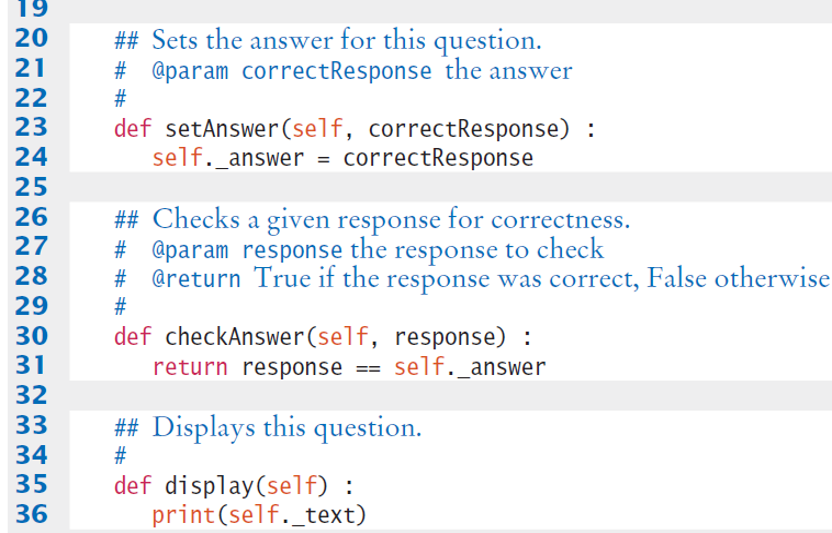 19
20 ## Sets the answer for this question.
21 # @param correctResponse the answer
22 #
23 def setAnswer(self, correctResponse) :
24 self._answer = correctResponse
25
26 ## Checks a given response for correctness.
27 # @param response the response to check
28 # @return True if the response was correct, False otherwise
29 #
30 def checkAnswer(self, response) :
31 return response == self._answer
32
33 ## Displays this question.
34 #
35 def display(self) :
36 print(self._text)